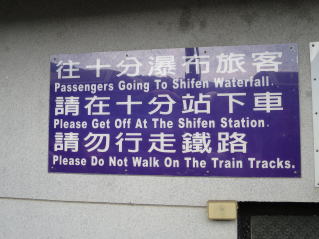 往十分瀑布旅客
Passengers Going To Shifen Waterfall.
請在十分站下車
Please Get Off At The Shifen Station.
請勿行走鐵路
Please Do Not Walk On The Train Tracks.